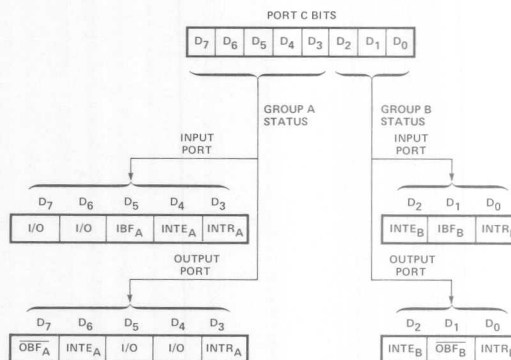 PORT C BITS
D7 D6 D5 D4 D3 D2 D1 D0
GROUP A STATUS
GROUP B STATUS
INPUT PORT
INPUT PORT
D7 D6 D5 D4 D3
D2 D1 D0
I/O I/O IBFA INTEA INTRA
INTEB IBFB INTR
OUTPUT PORT
OUTPUT PORT
D7 D6 D5 D4 D3
D2 D1 D0
O̅B̅F̅A INTEA I/O I/O INTRA
INTEB O̅B̅F̅B INTR